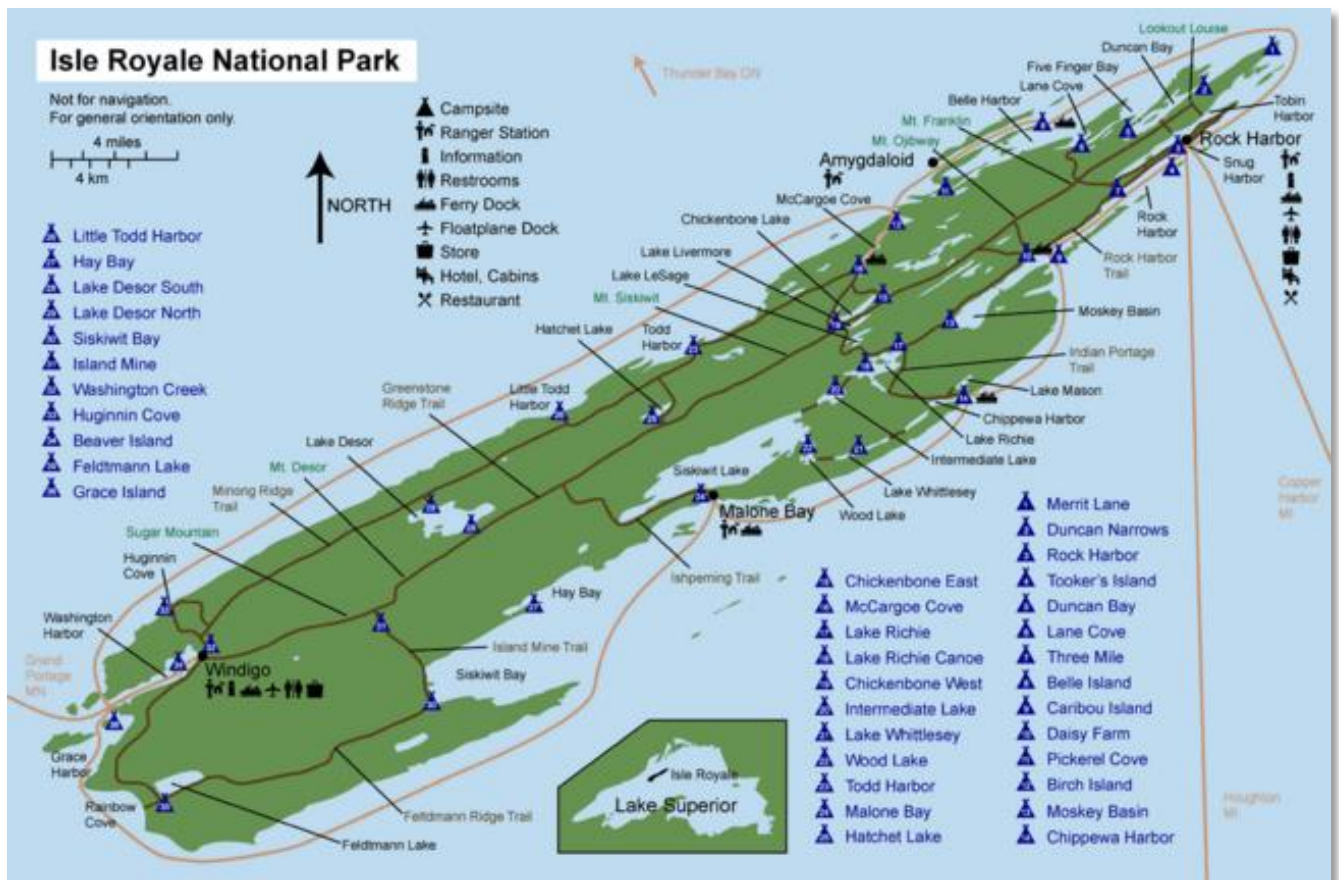 Isle Royale National Park
Not for navigation.
For general orientation only.
4 miles
4 km
NORTH
Campsite
Ranger Station
Information
Restrooms
Ferry Dock
Floatplane Dock
Store
Hotel, Cabins
Restaurant
Little Todd Harbor
Hay Bay
Lake Desor South
Lake Desor North
Siskiwit Bay
Island Mine
Washington Creek
Huginnin Cove
Beaver Island
Feldtmann Lake
Grace Island
Thunder Bay ON
Lookout Louise
Duncan Bay
Five Finger Bay
Lane Cove
Belle Harbor
Mt. Franklin
Mt. Ojibway
Tobin
Harbor
Rock Harbor
Snug
Harbor
Amygdaloid
McCargoe Cove
Chickenbone Lake
Lake Livermore
Lake LeSage
Mt. Siskiwit
Hatchet Lake
Todd
Harbor
Rock
Harbor
Rock Harbor
Trail
Moskey Basin
Indian Portage
Trail
Lake Mason
Chippewa Harbor
Lake Richie
Intermediate Lake
Lake Whittlesey
Wood Lake
Greenstone
Ridge Trail
Little Todd
Harbor
Lake Desor
Mt. Desor
Minong Ridge
Trail
Sugar Mountain
Siskiwit Lake
Malone Bay
Ishpeming Trail
Huginnin
Cove
Washington
Harbor
Grand
Portage
MN
Windigo
Hay Bay
Island Mine Trail
Siskiwit Bay
Grace
Harbor
Rainbow
Cove
Feldtmann Ridge Trail
Feldtmann Lake
Isle Royale
Lake Superior
Copper
Harbor
MI
Houghton
MI
Chickenbone East
McCargoe Cove
Lake Richie
Lake Richie Canoe
Chickenbone West
Intermediate Lake
Lake Whittlesey
Wood Lake
Todd Harbor
Malone Bay
Hatchet Lake
Merrit Lane
Duncan Narrows
Rock Harbor
Tooker's Island
Duncan Bay
Lane Cove
Three Mile
Belle Island
Caribou Island
Daisy Farm
Pickerel Cove
Birch Island
Moskey Basin
Chippewa Harbor